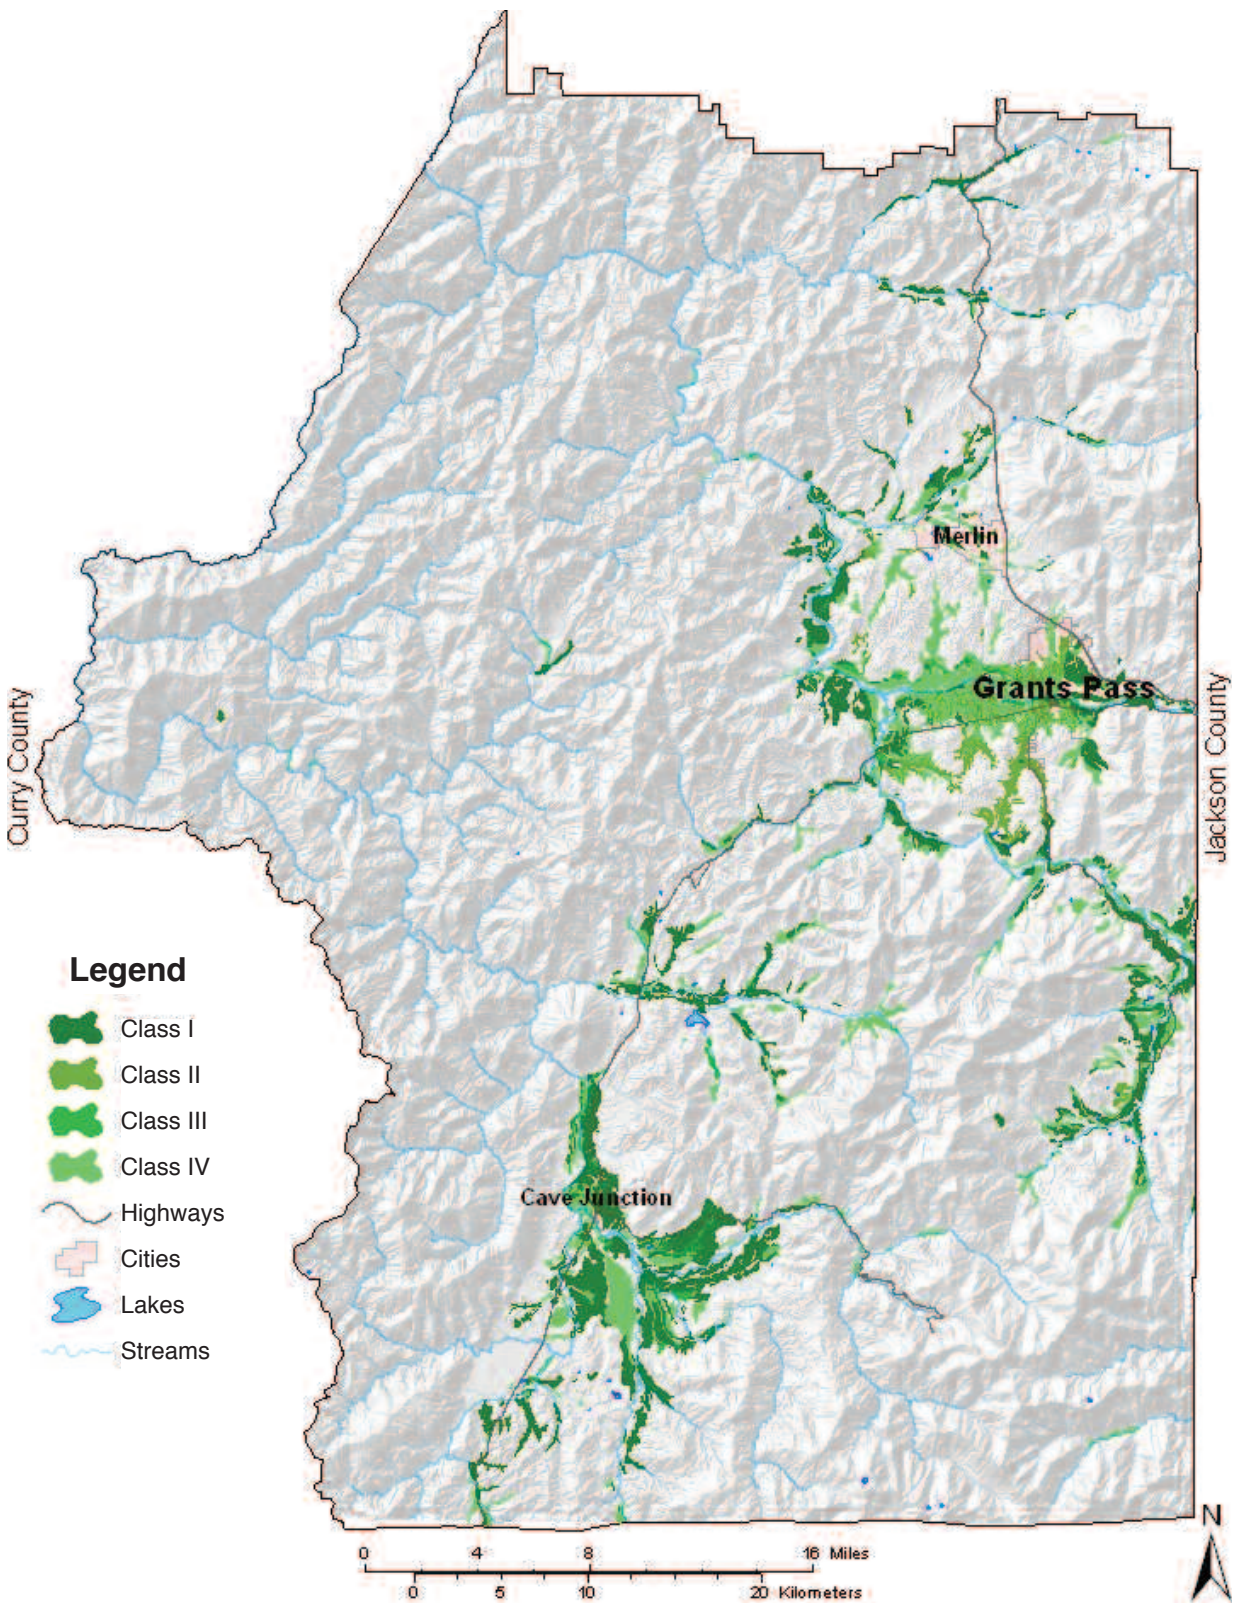 Merlin
Grants Pass
Curry County
Jackson County
Legend
Class I
Class II
Class III
Class IV
Highways
Cities
Lakes
Streams
Cave Junction
N
0 4 8 16 Miles
0 5 10 20 Kilometers